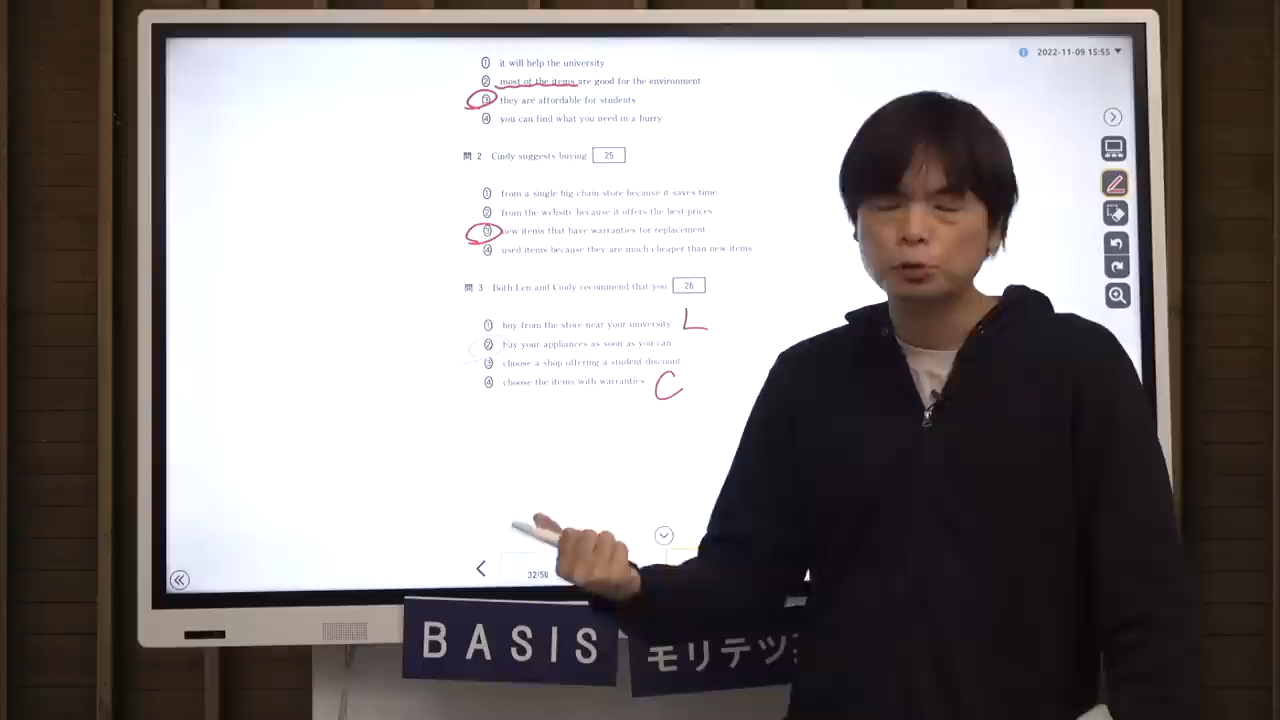 2022-11-09 15:55
① it will help the university
② most of the items are good for the environment
③ they are affordable for students
④ you can find what you need in a hurry
問 2 Cindy suggests buying 25
① from a single big chain store because it saves time
② from the website because it offers the best prices
③ new items that have warranties for replacement
④ used items because they are much cheaper than new items
問 3 Both Len and Cindy recommend that you 26
① buy from the store near your university L
② buy your appliances as soon as you can
③ choose a shop offering a student discount
④ choose the items with warranties C
32/50
BASIS
モリテツ